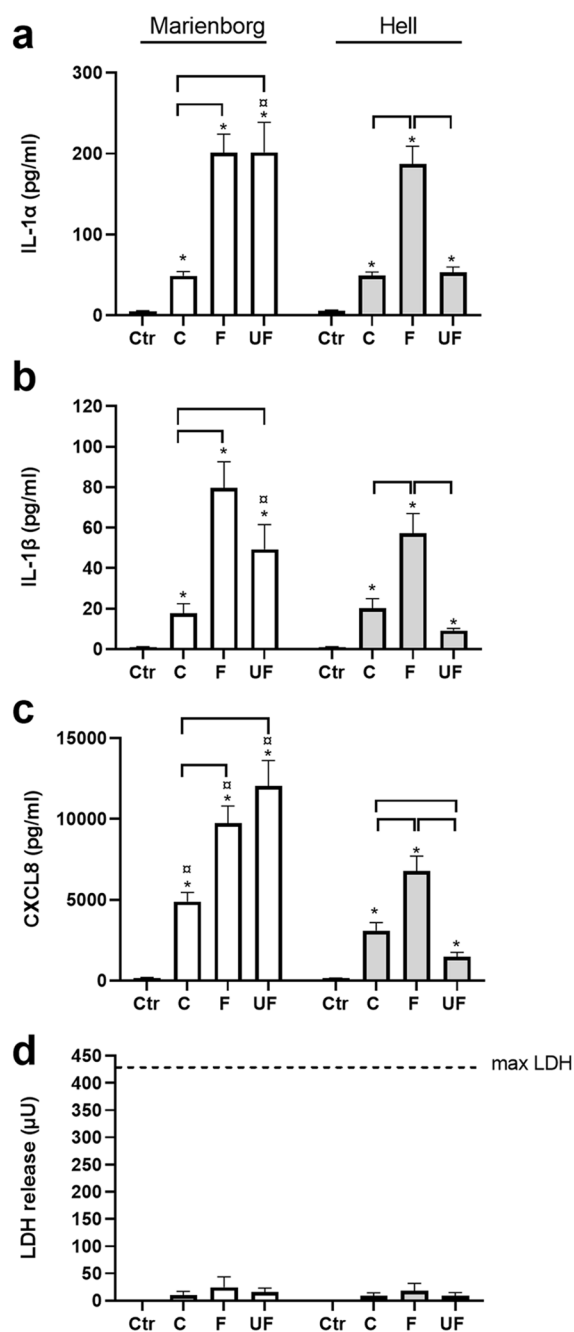 a
Marienborg Hell
IL-1α (pg/ml)
300
200
100
0
¤
* * * * * *
Ctr C F UF Ctr C F UF
b
IL-1β (pg/ml)
120
100
80
60
40
20
0
¤
* * * * * *
Ctr C F UF Ctr C F UF
c
CXCL8 (pg/ml)
15000
10000
5000
0
¤ ¤ ¤
* * * * * *
Ctr C F UF Ctr C F UF
d
LDH release (µU)
450
400
350
300
250
200
150
100
50
0
max LDH
Ctr C F UF Ctr C F UF